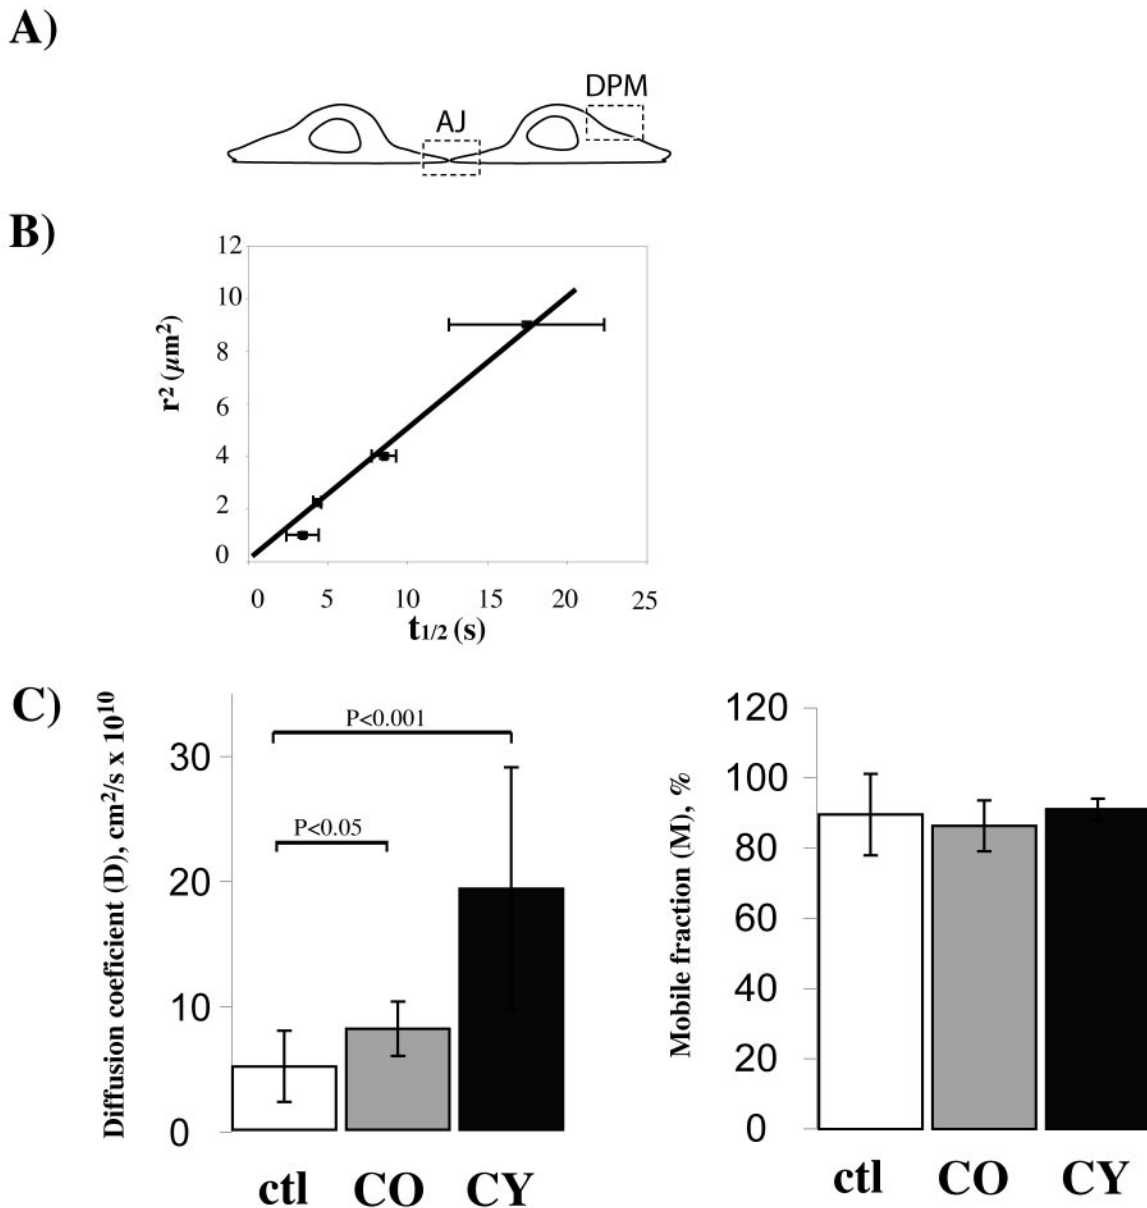 A)
DPM
AJ
B)
12
10
8
6
4
2
0
r² (µm²)
0 5 10 15 20 25
t1/2 (s)
C)
Diffusion coeficient (D), cm²/s x 10¹⁰
30
20
10
0
P<0.001
P<0.05
ctl CO CY
Mobile fraction (M), %
120
100
80
60
40
20
0
ctl CO CY